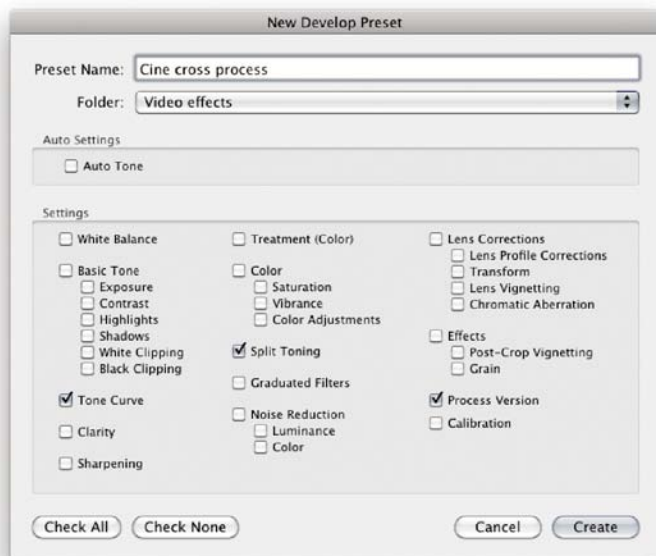 New Develop Preset
Preset Name: Cine cross process
Folder: Video effects
Auto Settings
Auto Tone
Settings
White Balance
Basic Tone
Exposure
Contrast
Highlights
Shadows
White Clipping
Black Clipping
Tone Curve
Clarity
Sharpening
Treatment (Color)
Color
Saturation
Vibrance
Color Adjustments
Split Toning
Graduated Filters
Noise Reduction
Luminance
Color
Lens Corrections
Lens Profile Corrections
Transform
Lens Vignetting
Chromatic Aberration
Effects
Post-Crop Vignetting
Grain
Process Version
Calibration
Check All
Check None
Cancel
Create